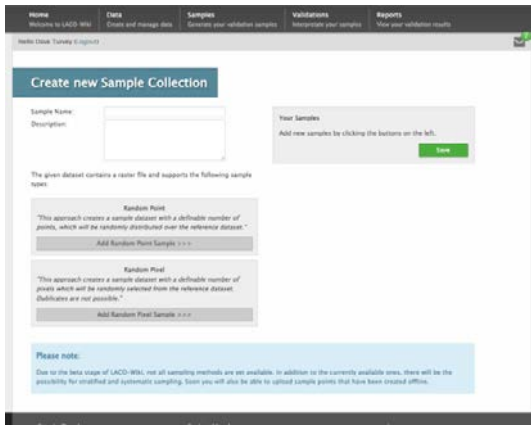 Home
Welcome to LACO-Wiki
Data
Create and manage data
Samples
Generate your validation samples
Validations
Interpretate your samples
Reports
View your validation results
Hello
(Logout)
Create new Sample Collection
Sample Name:
Description:
Your Samples
Add new samples by clicking the buttons on the left.
Save
The given dataset contains a raster file and supports the following sample
types
Random Point
"This approach creates a sample dataset with a definable number of
points, which will be randomly distributed over the reference dataset."
Add Random Point Sample >>>
Random Pixel
"This approach creates a sample dataset with a definable number of
pixels which will be randomly selected from the reference dataset.
Dublicates are not possible."
Add Random Pixel Sample >>>
Please note:
Due to the beta stage of LACO-Wiki, not all sampling methods are yet available. In addition to the currently available ones, there will be the
possibility for stratified and systematic sampling. Soon you will also be able to upload sample points that have been created offline.